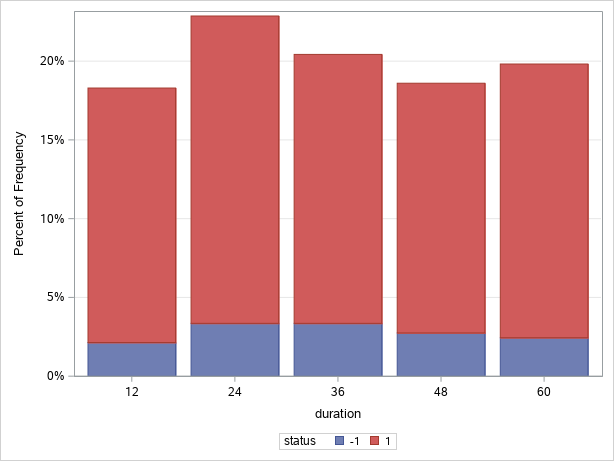 20%
15%
10%
5%
0%
Percent of Frequency
12 24 36 48 60
duration
status -1 1